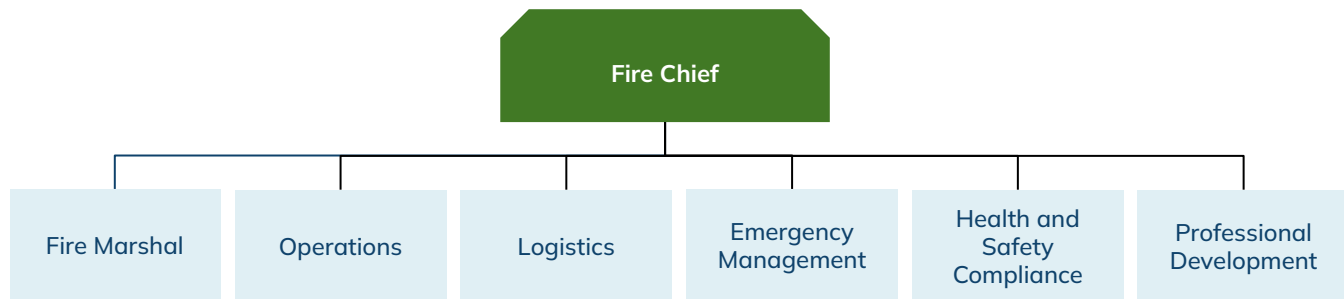 Fire Chief
Fire Marshal
Operations
Logistics
Emergency
Management
Health and
Safety
Compliance
Professional
Development